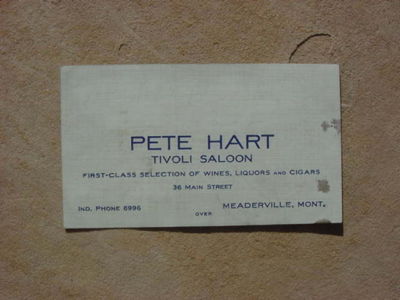 PETE HART
TIVOLI SALOON
FIRST-CLASS SELECTION OF WINES, LIQUORS AND CIGARS
36 MAIN STREET
IND. PHONE 6996
MEADERVILLE, MONT.
OVER